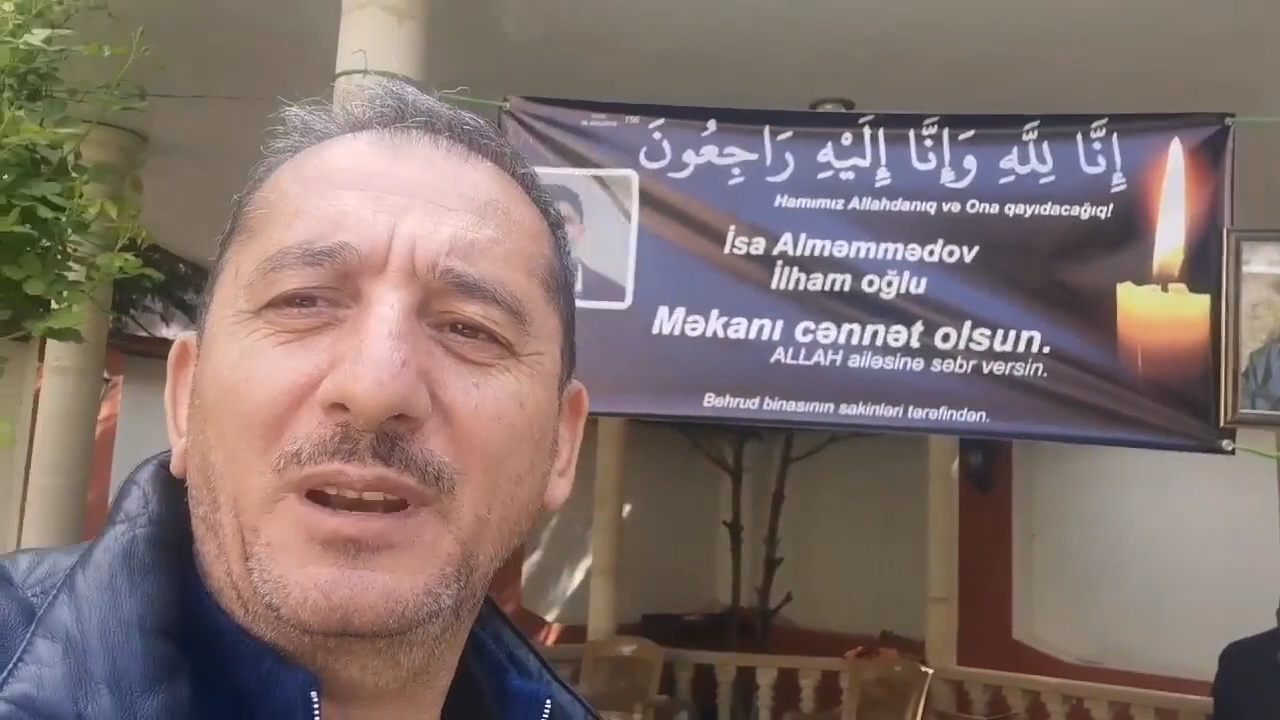 إِنَّا لِلَّهِ وَإِنَّا إِلَيْهِ رَاجِعُونَ
Hamımız Allahdanıq və Ona qayıdacağıq!
İsa Alməmmədov
İlham oğlu
Məkanı cənnət olsun.
ALLAH ailəsinə səbr versin.
Bəhrud binasının sakinləri tərəfindən.